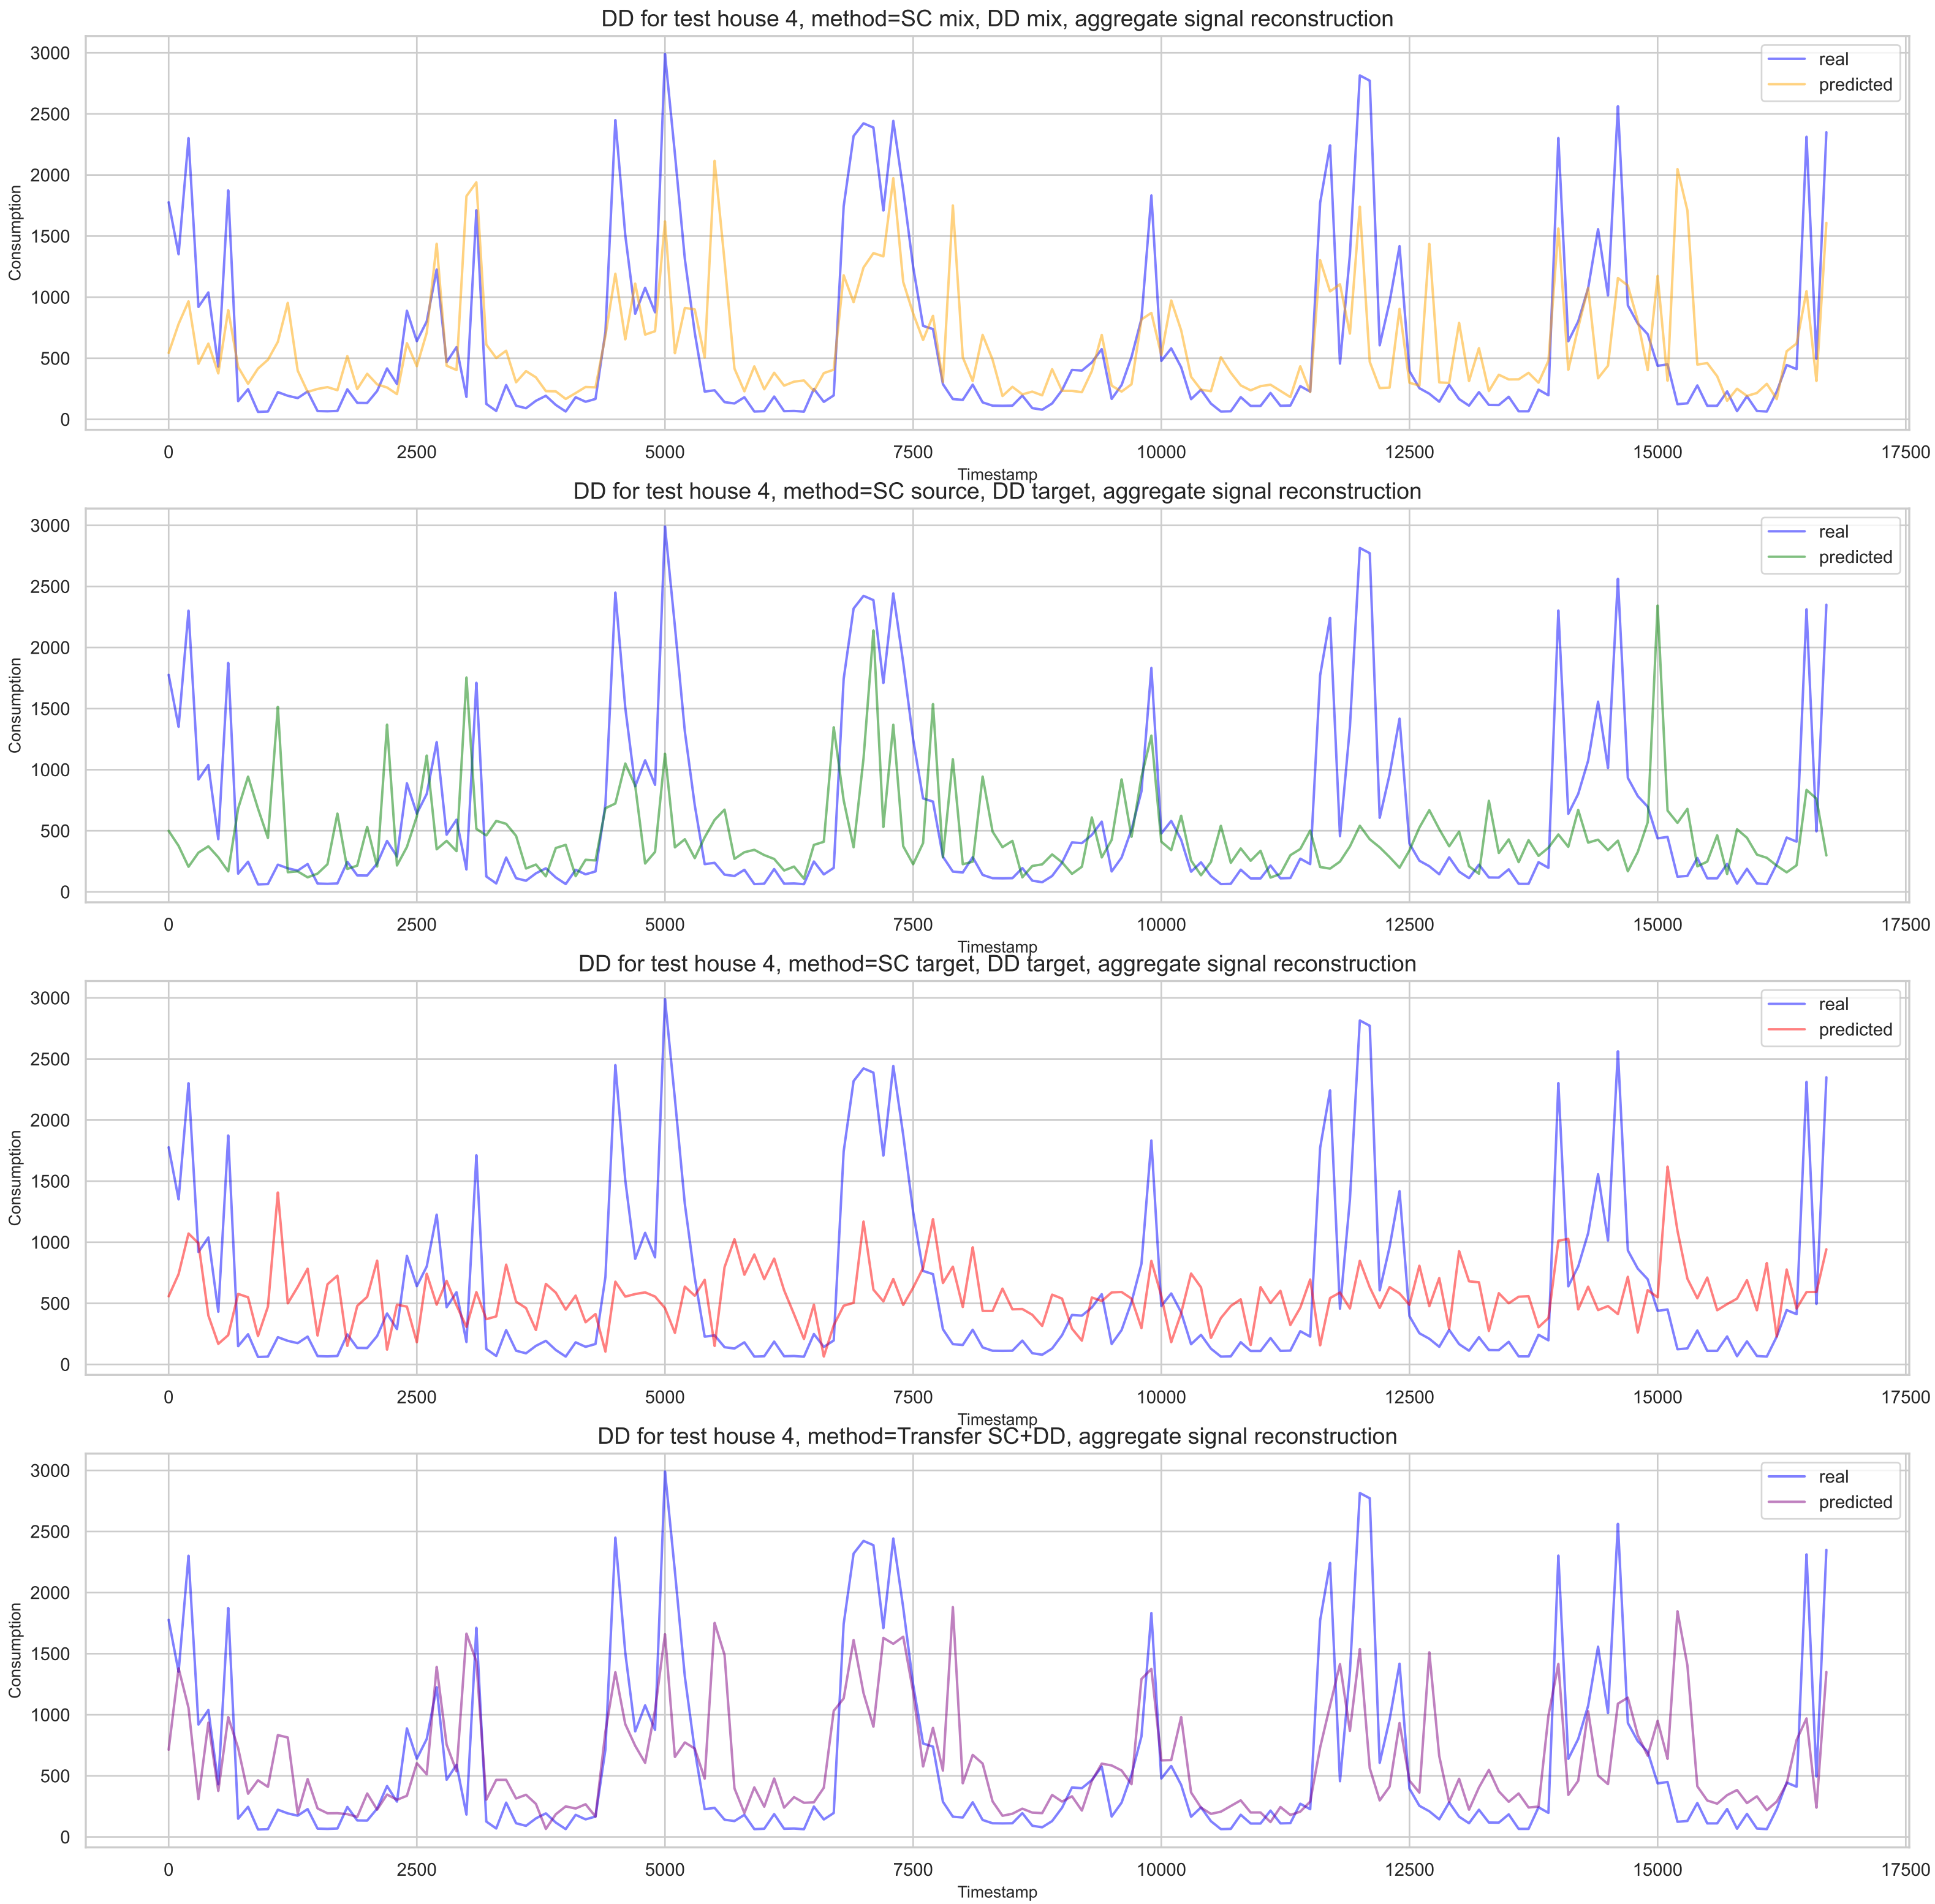 DD for test house 4, method=SC mix, DD mix, aggregate signal reconstruction
3000
2500
2000
1500
1000
500
0
Consumption
real
predicted
0 2500 5000 7500 10000 12500 15000 17500
Timestamp
DD for test house 4, method=SC source, DD target, aggregate signal reconstruction
3000
2500
2000
1500
1000
500
0
Consumption
real
predicted
0 2500 5000 7500 10000 12500 15000 17500
Timestamp
DD for test house 4, method=SC target, DD target, aggregate signal reconstruction
3000
2500
2000
1500
1000
500
0
Consumption
real
predicted
0 2500 5000 7500 10000 12500 15000 17500
Timestamp
DD for test house 4, method=Transfer SC+DD, aggregate signal reconstruction
3000
2500
2000
1500
1000
500
0
Consumption
real
predicted
0 2500 5000 7500 10000 12500 15000 17500
Timestamp